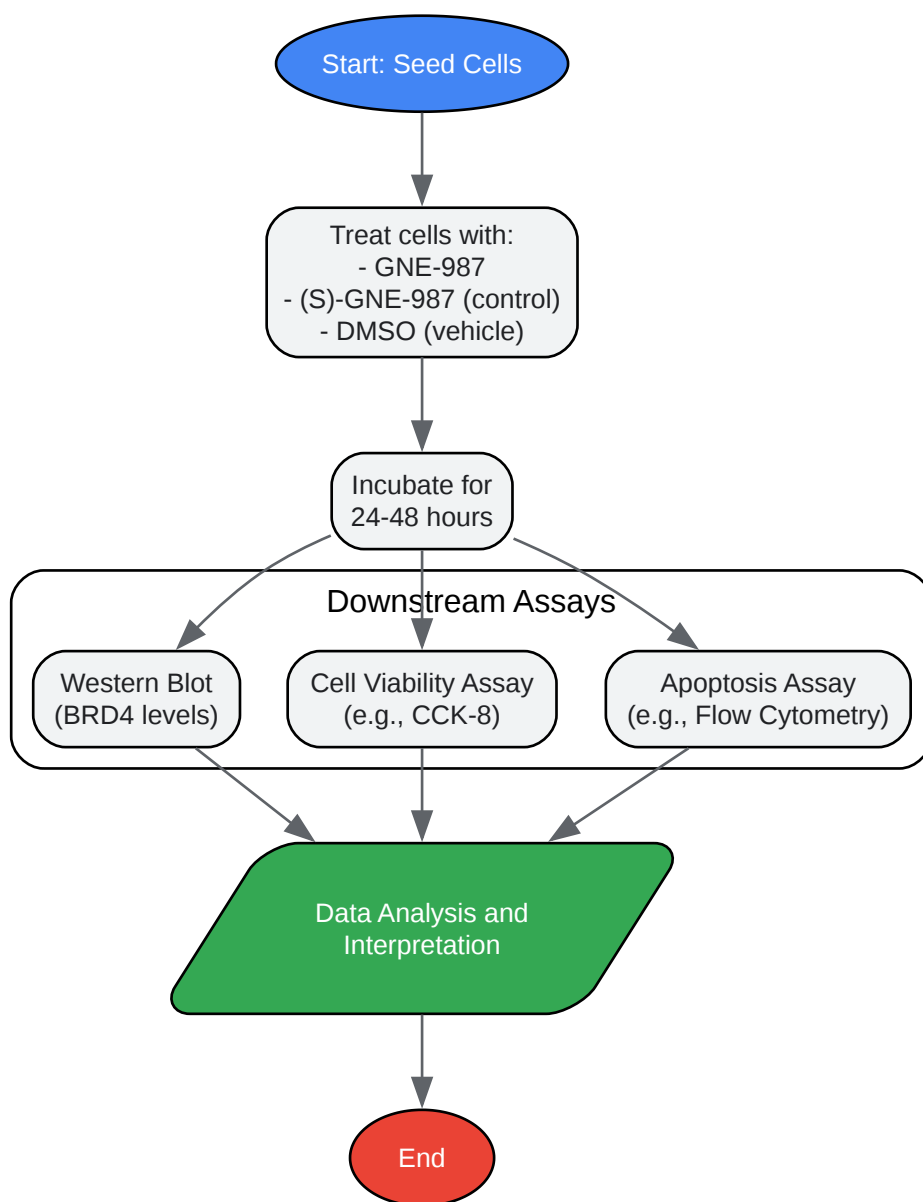 Start: Seed Cells
Treat cells with:
- GNE-987
- (S)-GNE-987 (control)
- DMSO (vehicle)
Incubate for
24-48 hours
Downstream Assays
Western Blot
(BRD4 levels)
Cell Viability Assay
(e.g., CCK-8)
Apoptosis Assay
(e.g., Flow Cytometry)
Data Analysis and
Interpretation
End